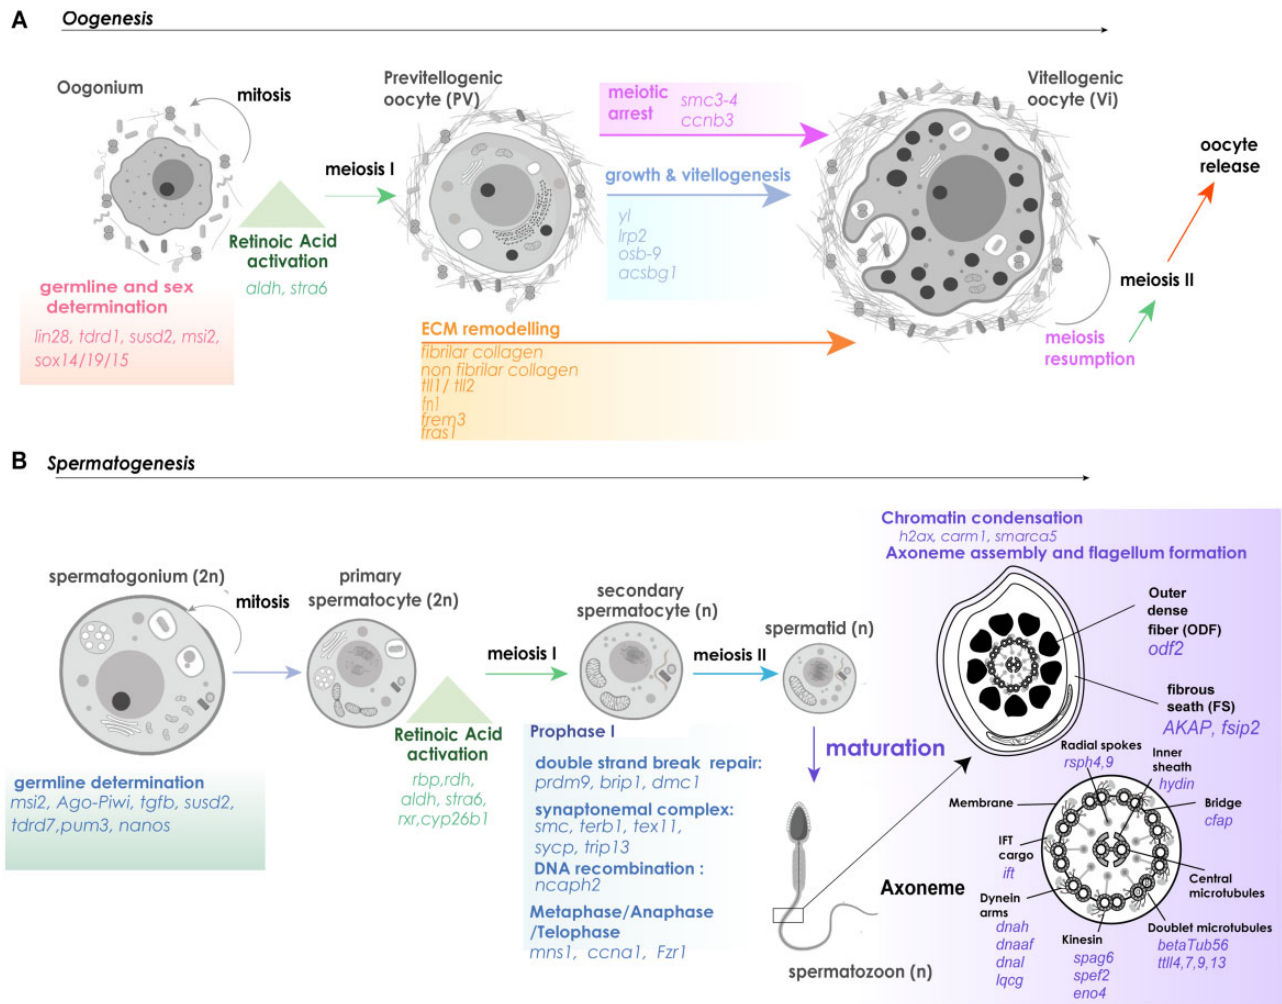 A
Oogenesis
Oogonium
mitosis
Previtellogenic
oocyte (PV)
meiotic
arrest
smc3-4
ccnb3
Vitellogenic
oocyte (Vi)
oocyte
release
meiosis I
growth & vitellogenesis
yl
lrp2
osb-9
acsbg1
Retinoic Acid
activation
aldh, stra6
germline and sex
determination
lin28, tdrd1, susd2, msi2,
sox14/19/15
meiosis II
ECM remodelling
fibrilar collagen
non fibrilar collagen
tll1/ tll2
fn1
frem3
fras1
meiosis
resumption
B
Spermatogenesis
spermatogonium (2n)
mitosis
primary
spermatocyte (2n)
meiosis I
secondary
spermatocyte (n)
meiosis II
spermatid (n)
Retinoic Acid
activation
rbp,rdh,
aldh, stra6,
rxr,cyp26b1
germline determination
msi2, Ago-Piwi, tgfb, susd2,
tdrd7,pum3, nanos
Prophase I
double strand break repair:
prdm9, brip1, dmc1
synaptonemal complex:
smc, terb1, tex11,
sycp, trip13
DNA recombination :
ncaph2
Metaphase/Anaphase
/Telophase
mns1, ccna1, Fzr1
maturation
spermatozoon (n)
Chromatin condensation
h2ax, carm1, smarca5
Axoneme assembly and flagellum formation
Outer
dense
fiber (ODF)
odf2
fibrous
seath (FS)
AKAP, fsip2
Radial spokes
rsph4,9
Inner
sheath
hydin
Membrane
Bridge
cfap
IFT
cargo
ift
Axoneme
Central
microtubules
Dynein
arms
dnah
dnaaf
dnal
lqcg
Kinesin
spag6
spef2
eno4
Doublet microtubules
betaTub56
ttll4,7,9,13